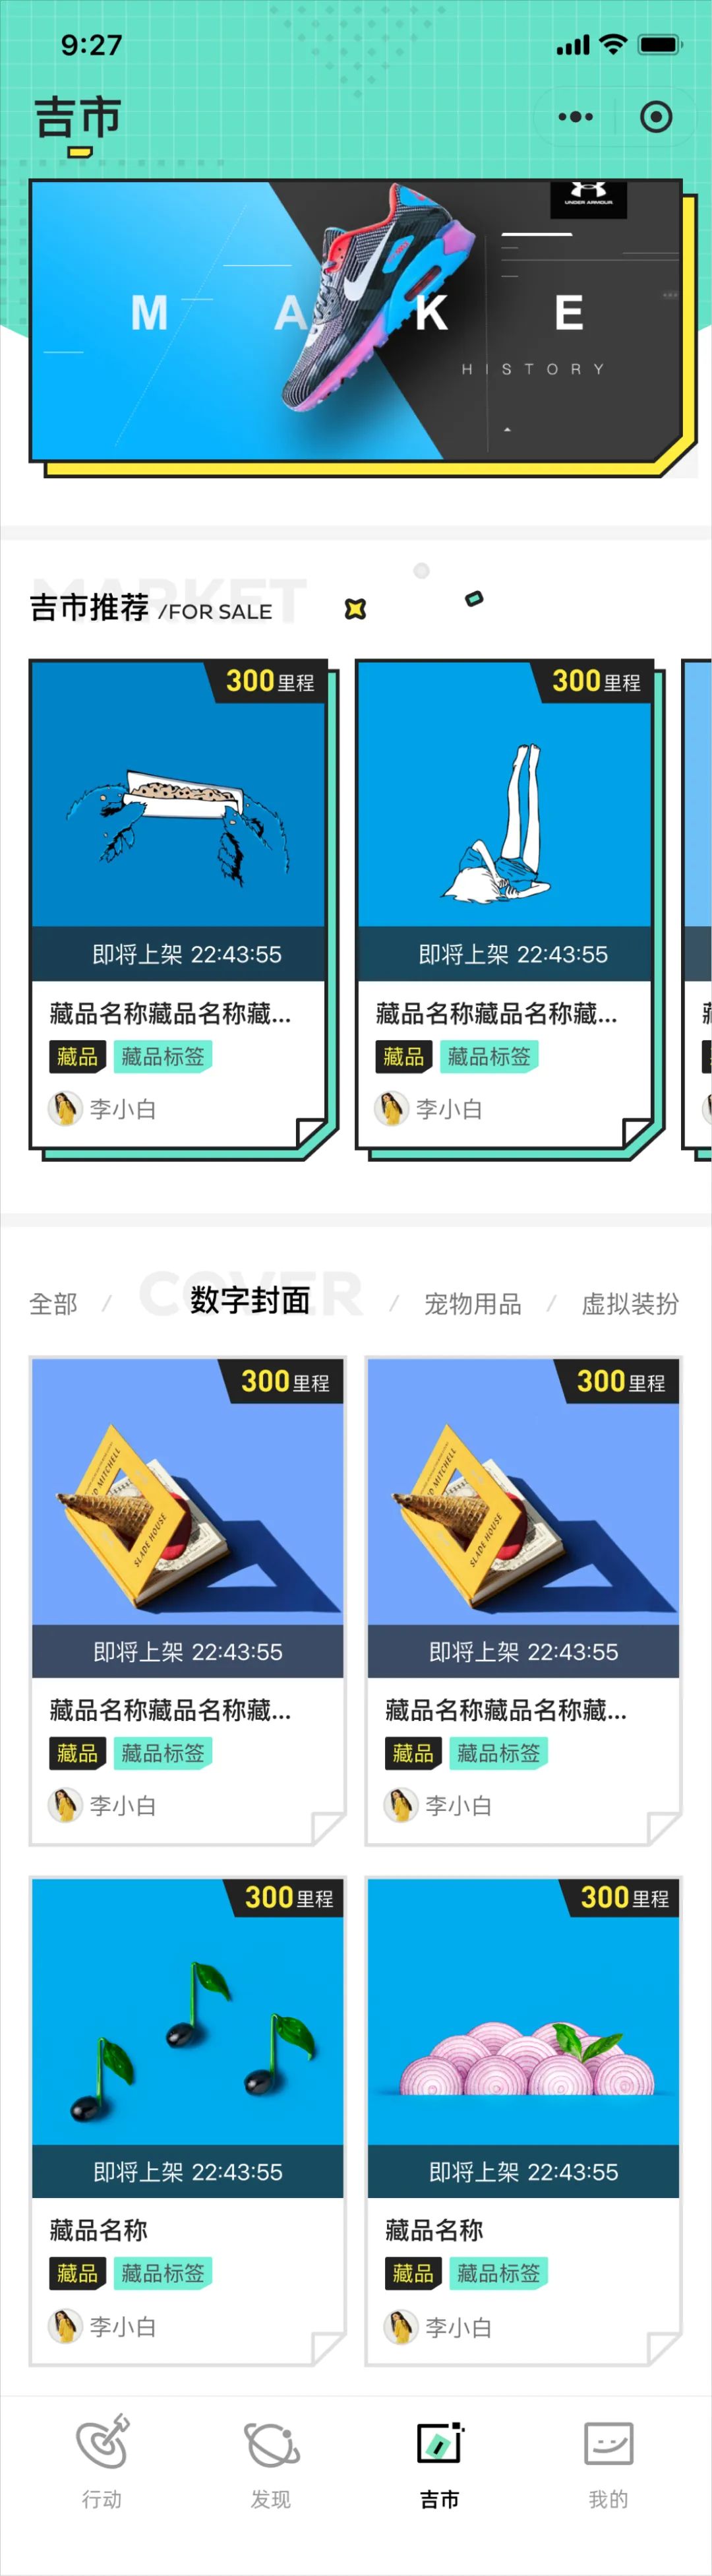 9:27
吉市
UNDER ARMOUR
M A K E
HISTORY
MARKET
吉市推荐 /FOR SALE
300里程
300里程
即将上架 22:43:55
即将上架 22:43:55
藏品名称藏品名称藏...
藏品名称藏品名称藏...
藏品 藏品标签
藏品 藏品标签
李小白
李小白
COVER
全部 / 数字封面 / 宠物用品 / 虚拟装扮
300里程
300里程
D MITCHELL
SLADE HOUSE
D MITCHELL
SLADE HOUSE
即将上架 22:43:55
即将上架 22:43:55
藏品名称藏品名称藏...
藏品名称藏品名称藏...
藏品 藏品标签
藏品 藏品标签
李小白
李小白
300里程
300里程
即将上架 22:43:55
即将上架 22:43:55
藏品名称
藏品名称
藏品 藏品标签
藏品 藏品标签
李小白
李小白
行动
发现
吉市
我的